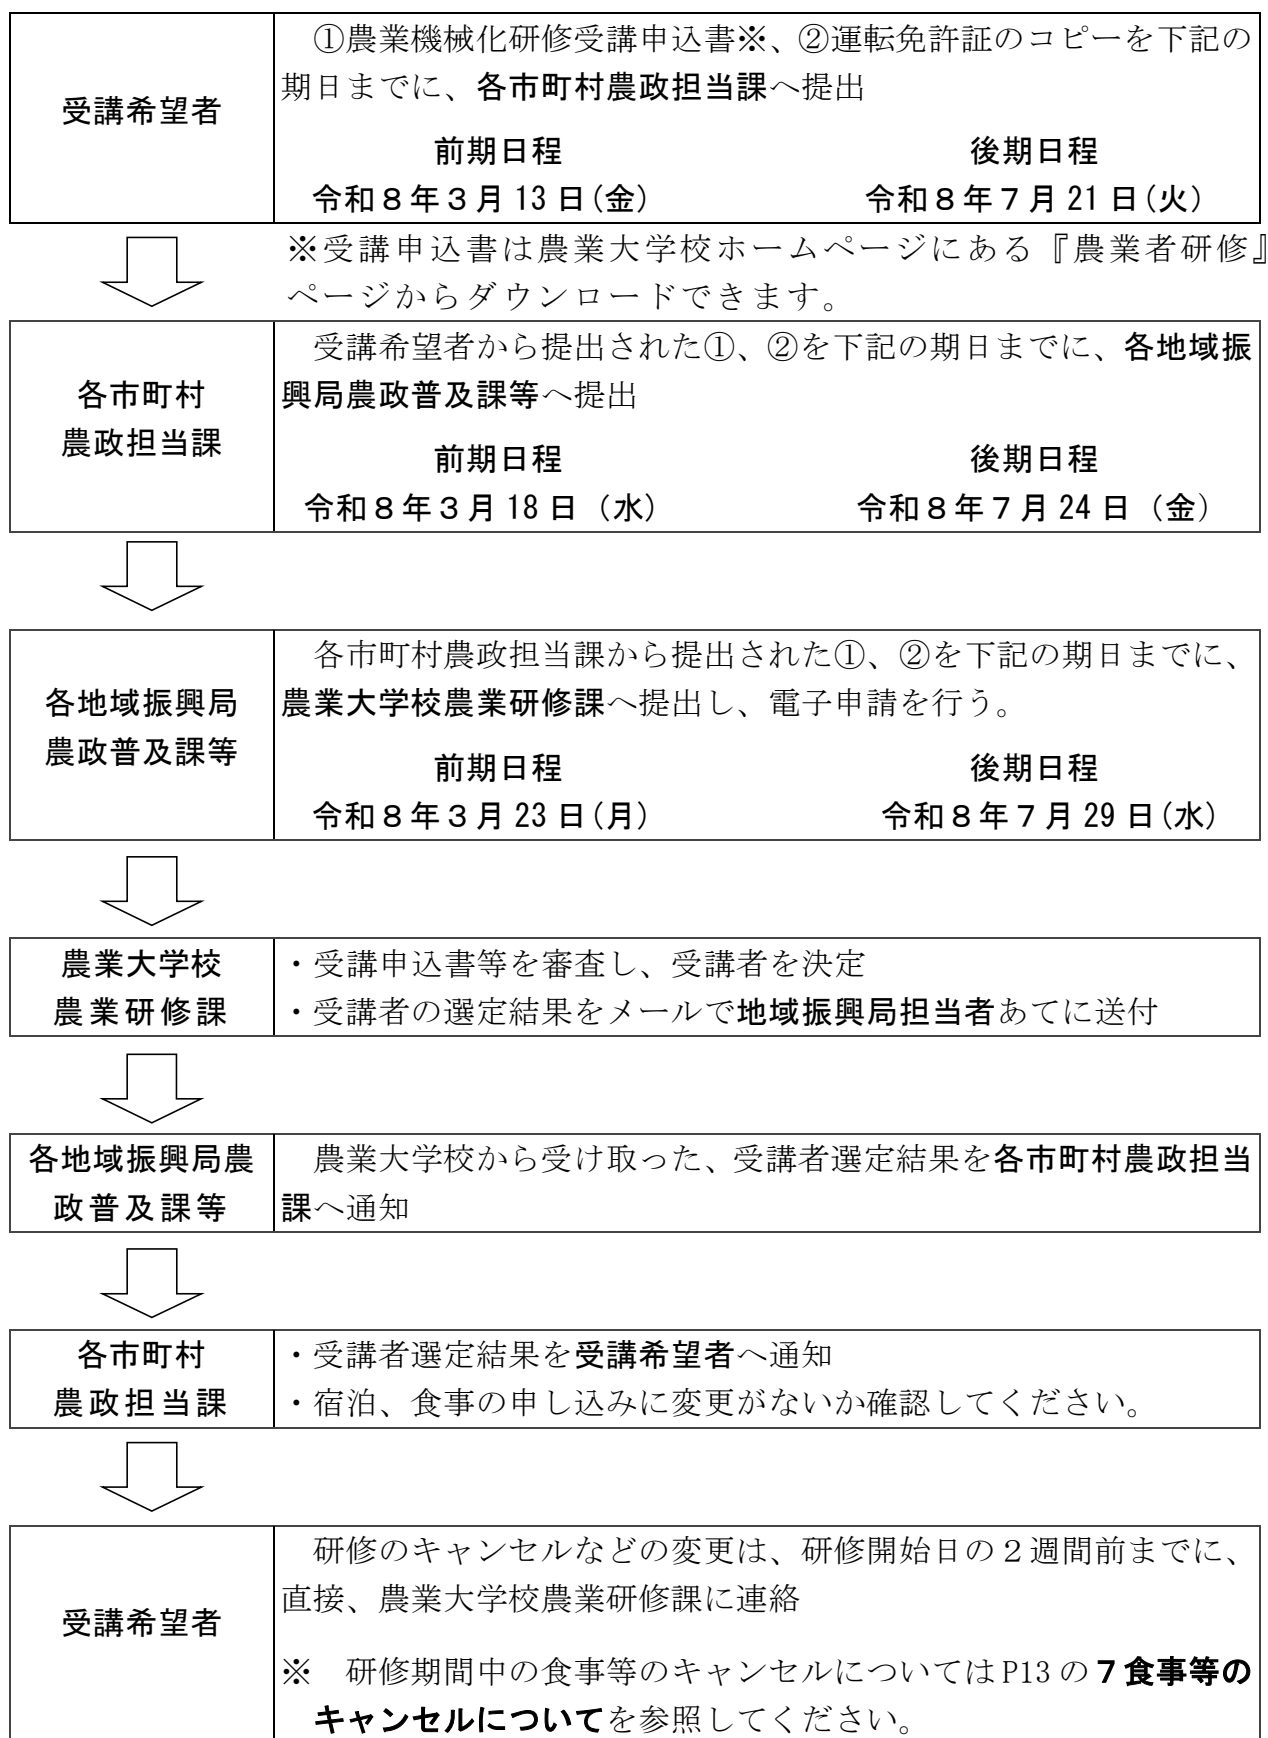 受講希望者
①農業機械化研修受講申込書※、②運転免許証のコピーを下記の
期日までに、各市町村農政担当課へ提出
前期日程 後期日程
令和８年３月13日(金) 令和８年７月21日(火)
※受講申込書は農業大学校ホームページにある『農業者研修』
ページからダウンロードできます。
各市町村
農政担当課
受講希望者から提出された①、②を下記の期日までに、各地域振
興局農政普及課等へ提出
前期日程 後期日程
令和８年３月18日（水） 令和８年７月24日（金）
各地域振興局
農政普及課等
各市町村農政担当課から提出された①、②を下記の期日までに、
農業大学校農業研修課へ提出し、電子申請を行う。
前期日程 後期日程
令和８年３月23日(月) 令和８年７月29日(水)
農業大学校
農業研修課
・受講申込書等を審査し、受講者を決定
・受講者の選定結果をメールで地域振興局担当者あてに送付
各地域振興局農
政普及課等
農業大学校から受け取った、受講者選定結果を各市町村農政担当
課へ通知
各市町村
農政担当課
・受講者選定結果を受講希望者へ通知
・宿泊、食事の申し込みに変更がないか確認してください。
受講希望者
研修のキャンセルなどの変更は、研修開始日の２週間前までに、
直接、農業大学校農業研修課に連絡
※　研修期間中の食事等のキャンセルについてはP13の７食事等の
キャンセルについてを参照してください。